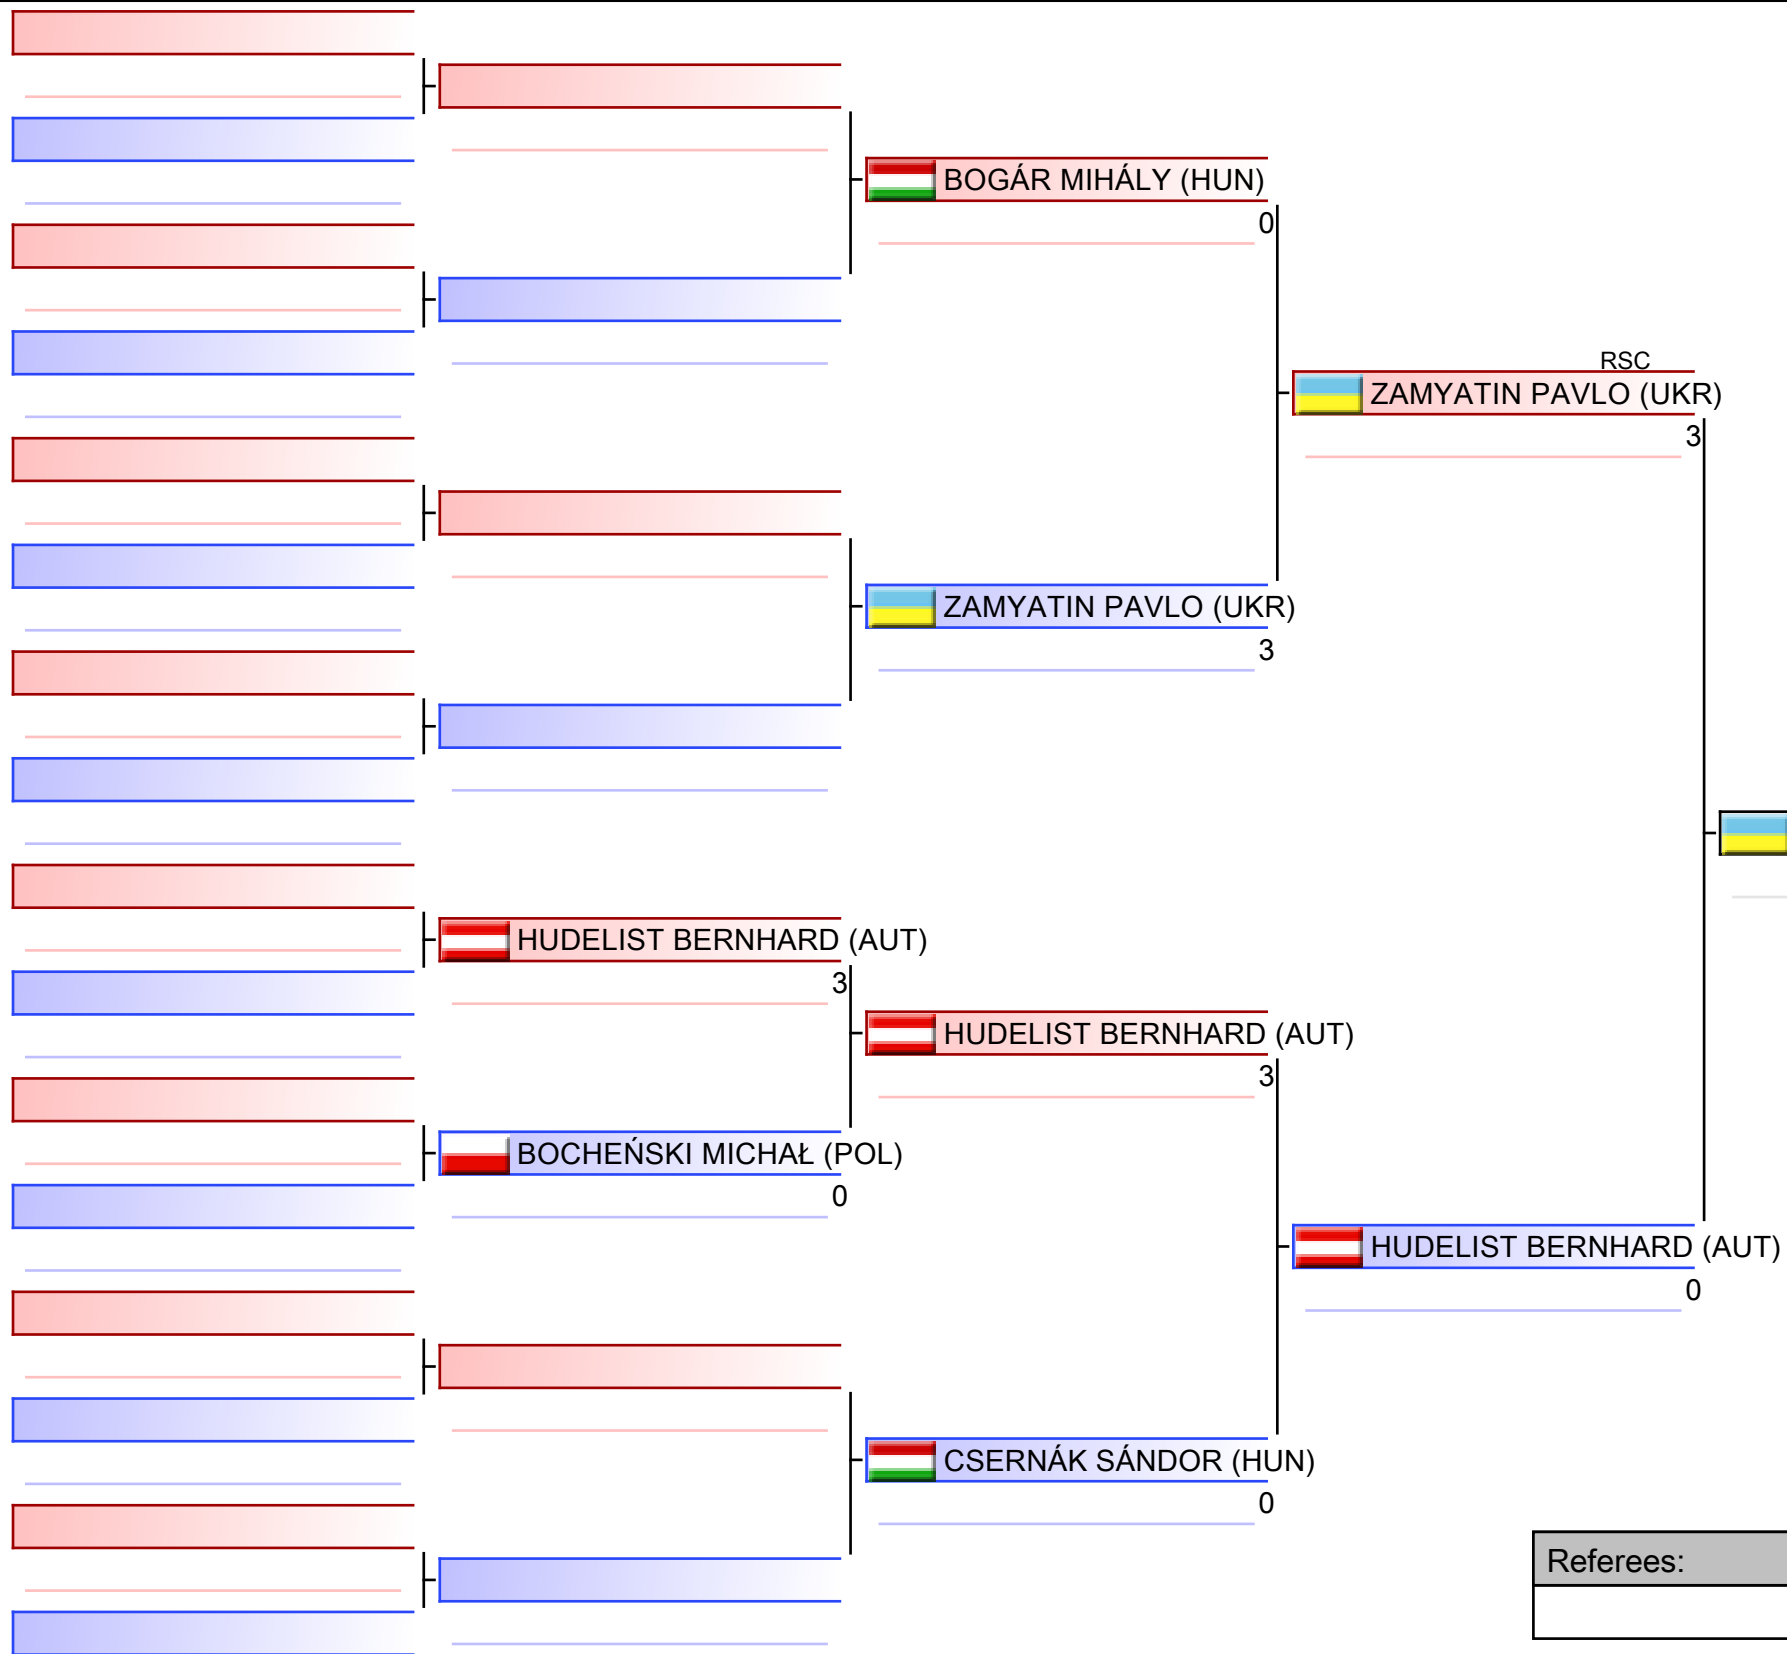 BOGÁR MIHÁLY (HUN)
0
RSC
ZAMYATIN PAVLO (UKR)
3
ZAMYATIN PAVLO (UKR)
3
HUDELIST BERNHARD (AUT)
3
HUDELIST BERNHARD (AUT)
3
BOCHEŃSKI MICHAŁ (POL)
0
HUDELIST BERNHARD (AUT)
0
CSERNÁK SÁNDOR (HUN)
0
Referees: